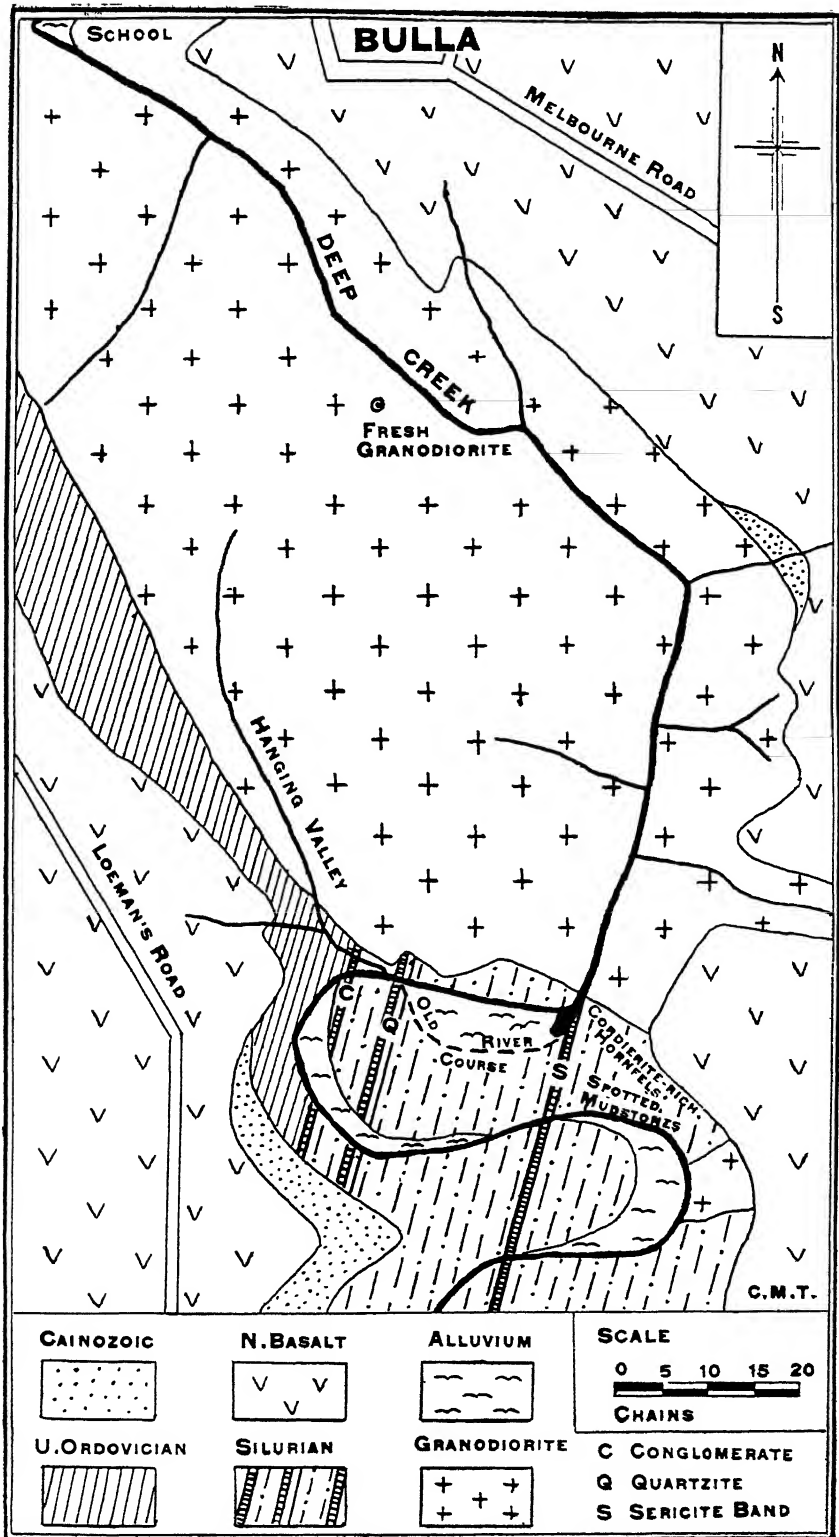 SCHOOL
BULLA
MELBOURNE ROAD
N
S
DEEP
CREEK
FRESH
GRANODIORITE
HANGING VALLEY
LOEMAN'S ROAD
C
Q
OLD
RIVER
COURSE
S
CORDIERITE-RICH
HORNFELS
SPOTTED
MUDSTONES
C.M.T.
CAINOZOIC
N. BASALT
ALLUVIUM
U. ORDOVICIAN
SILURIAN
GRANODIORITE
SCALE
0 5 10 15 20
CHAINS
C CONGLOMERATE
Q QUARTZITE
S SERICITE BAND